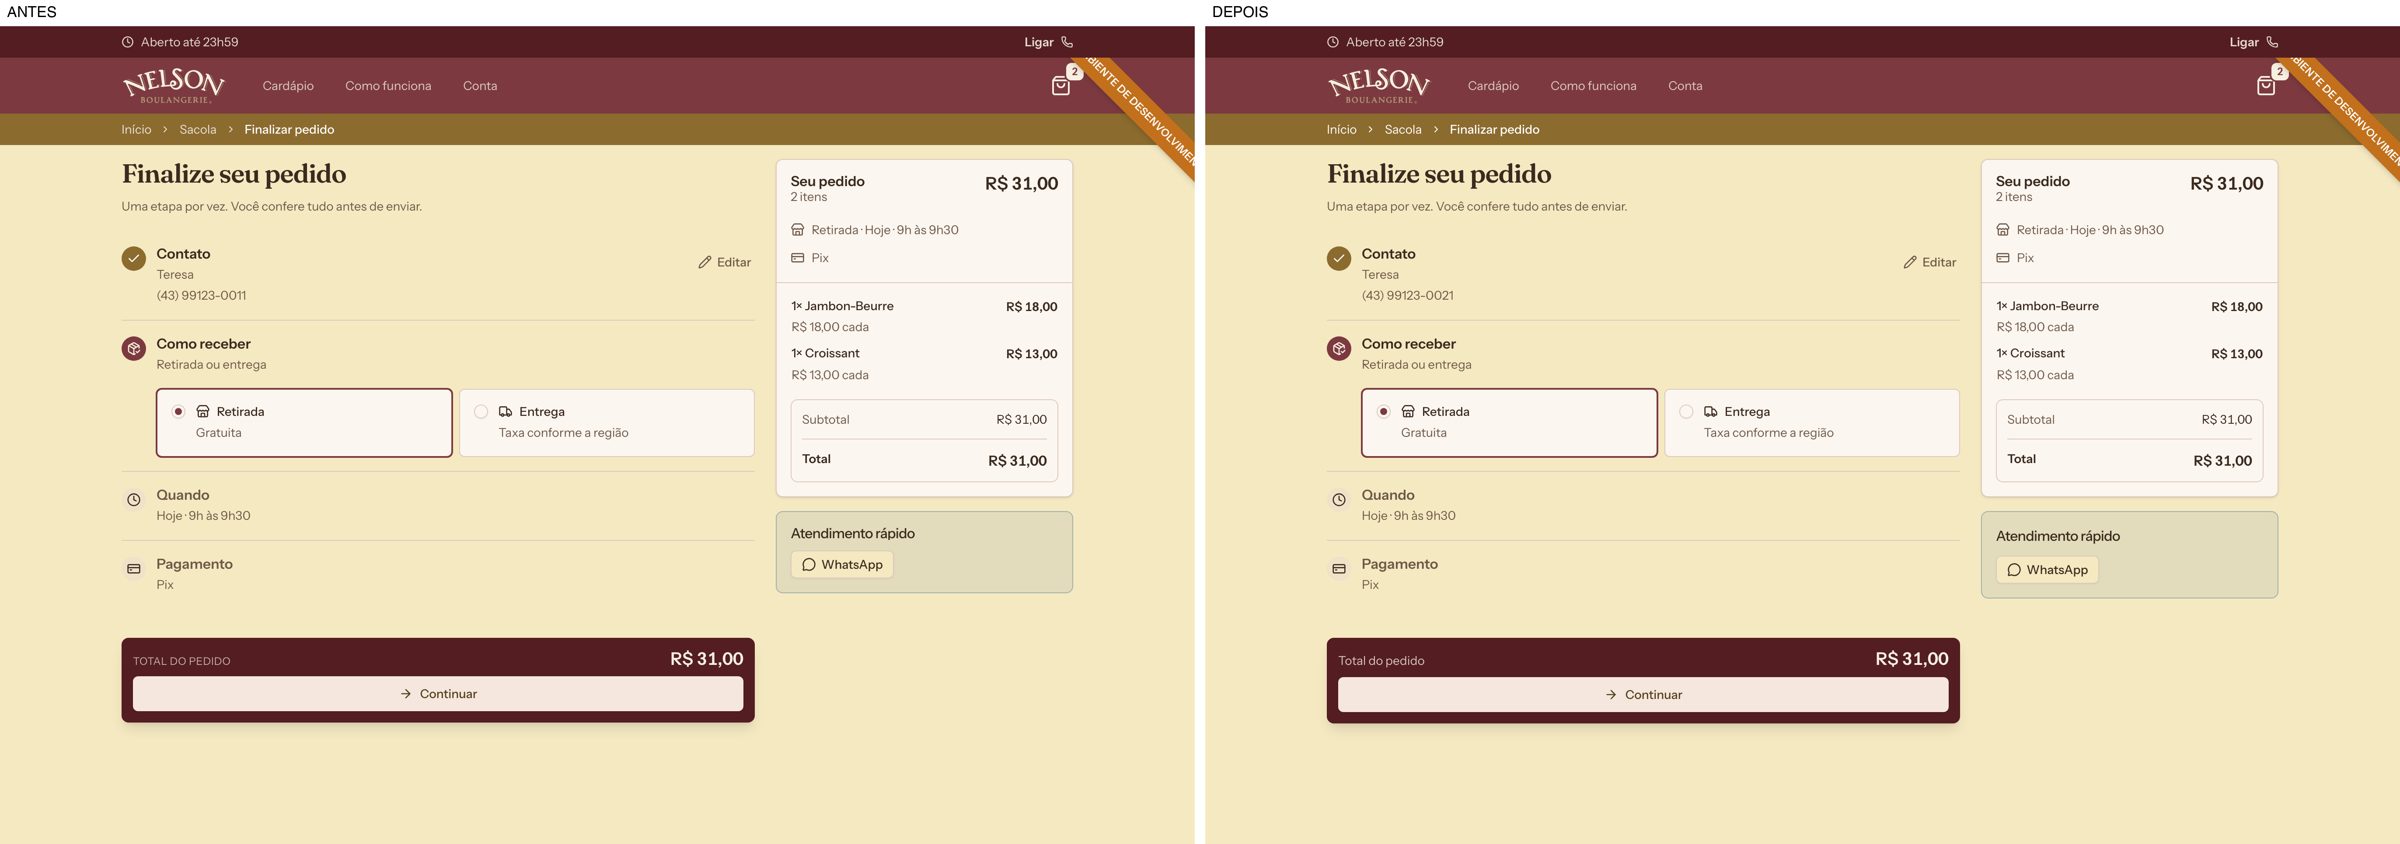 ANTES
Aberto até 23h59
Ligar
NELSON
BOULANGERIE
Cardápio
Como funciona
Conta
2
BIENTE DE DESENVOLVIMEN
Início > Sacola > Finalizar pedido
Finalize seu pedido
Uma etapa por vez. Você confere tudo antes de enviar.
Contato
Teresa
(43) 99123-0011
Editar
Como receber
Retirada ou entrega
Retirada
Gratuita
Entrega
Taxa conforme a região
Quando
Hoje · 9h às 9h30
Pagamento
Pix
TOTAL DO PEDIDO
R$ 31,00
Continuar
Seu pedido
R$ 31,00
2 itens
Retirada · Hoje · 9h às 9h30
Pix
1× Jambon-Beurre
R$ 18,00
R$ 18,00 cada
1× Croissant
R$ 13,00
R$ 13,00 cada
Subtotal
R$ 31,00
Total
R$ 31,00
Atendimento rápido
WhatsApp
DEPOIS
Aberto até 23h59
Ligar
NELSON
BOULANGERIE
Cardápio
Como funciona
Conta
2
BIENTE DE DESENVOLVIMEN
Início > Sacola > Finalizar pedido
Finalize seu pedido
Uma etapa por vez. Você confere tudo antes de enviar.
Contato
Teresa
(43) 99123-0021
Editar
Como receber
Retirada ou entrega
Retirada
Gratuita
Entrega
Taxa conforme a região
Quando
Hoje · 9h às 9h30
Pagamento
Pix
Total do pedido
R$ 31,00
Continuar
Seu pedido
R$ 31,00
2 itens
Retirada · Hoje · 9h às 9h30
Pix
1× Jambon-Beurre
R$ 18,00
R$ 18,00 cada
1× Croissant
R$ 13,00
R$ 13,00 cada
Subtotal
R$ 31,00
Total
R$ 31,00
Atendimento rápido
WhatsApp